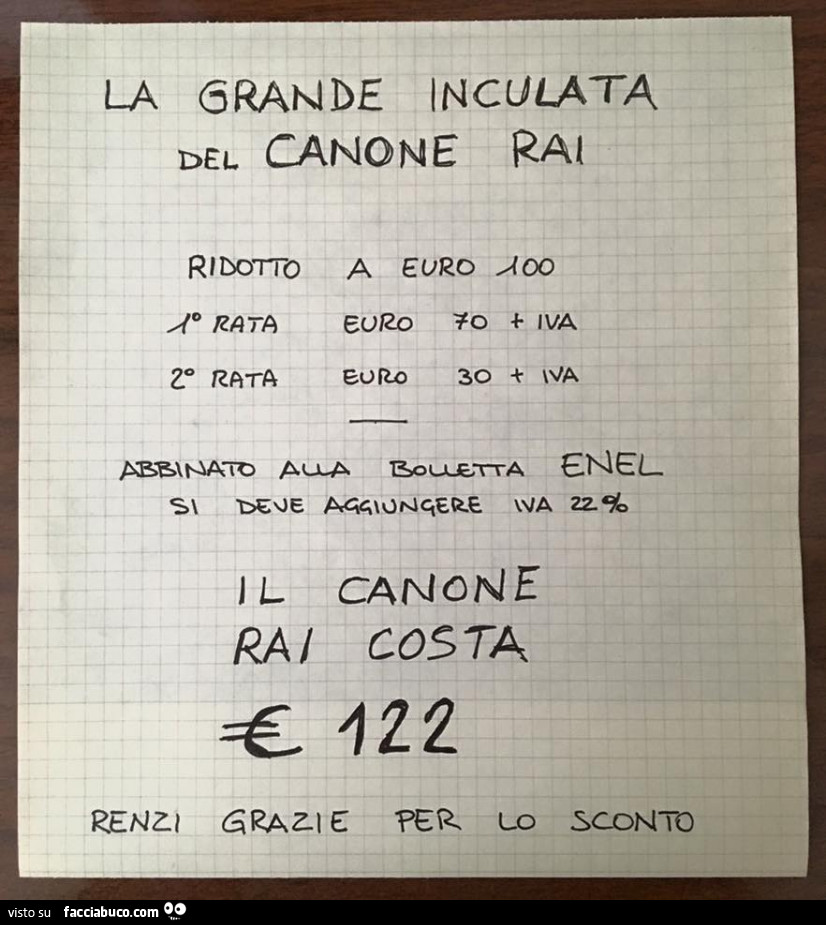 LA GRANDE INCULATA
DEL CANONE RAI
RIDOTTO A EURO 100
1° RATA EURO 70 + IVA
2° RATA EURO 30 + IVA
ABBINATO ALLA BOLLETTA ENEL
SI DEVE AGGIUNGERE IVA 22%
IL CANONE
RAI COSTA
€ 122
RENZI GRAZIE PER LO SCONTO
visto su facciabuco.com